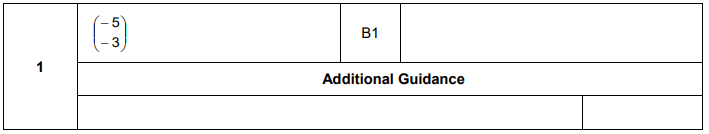 1
(− 5
− 3)
B1
Additional Guidance